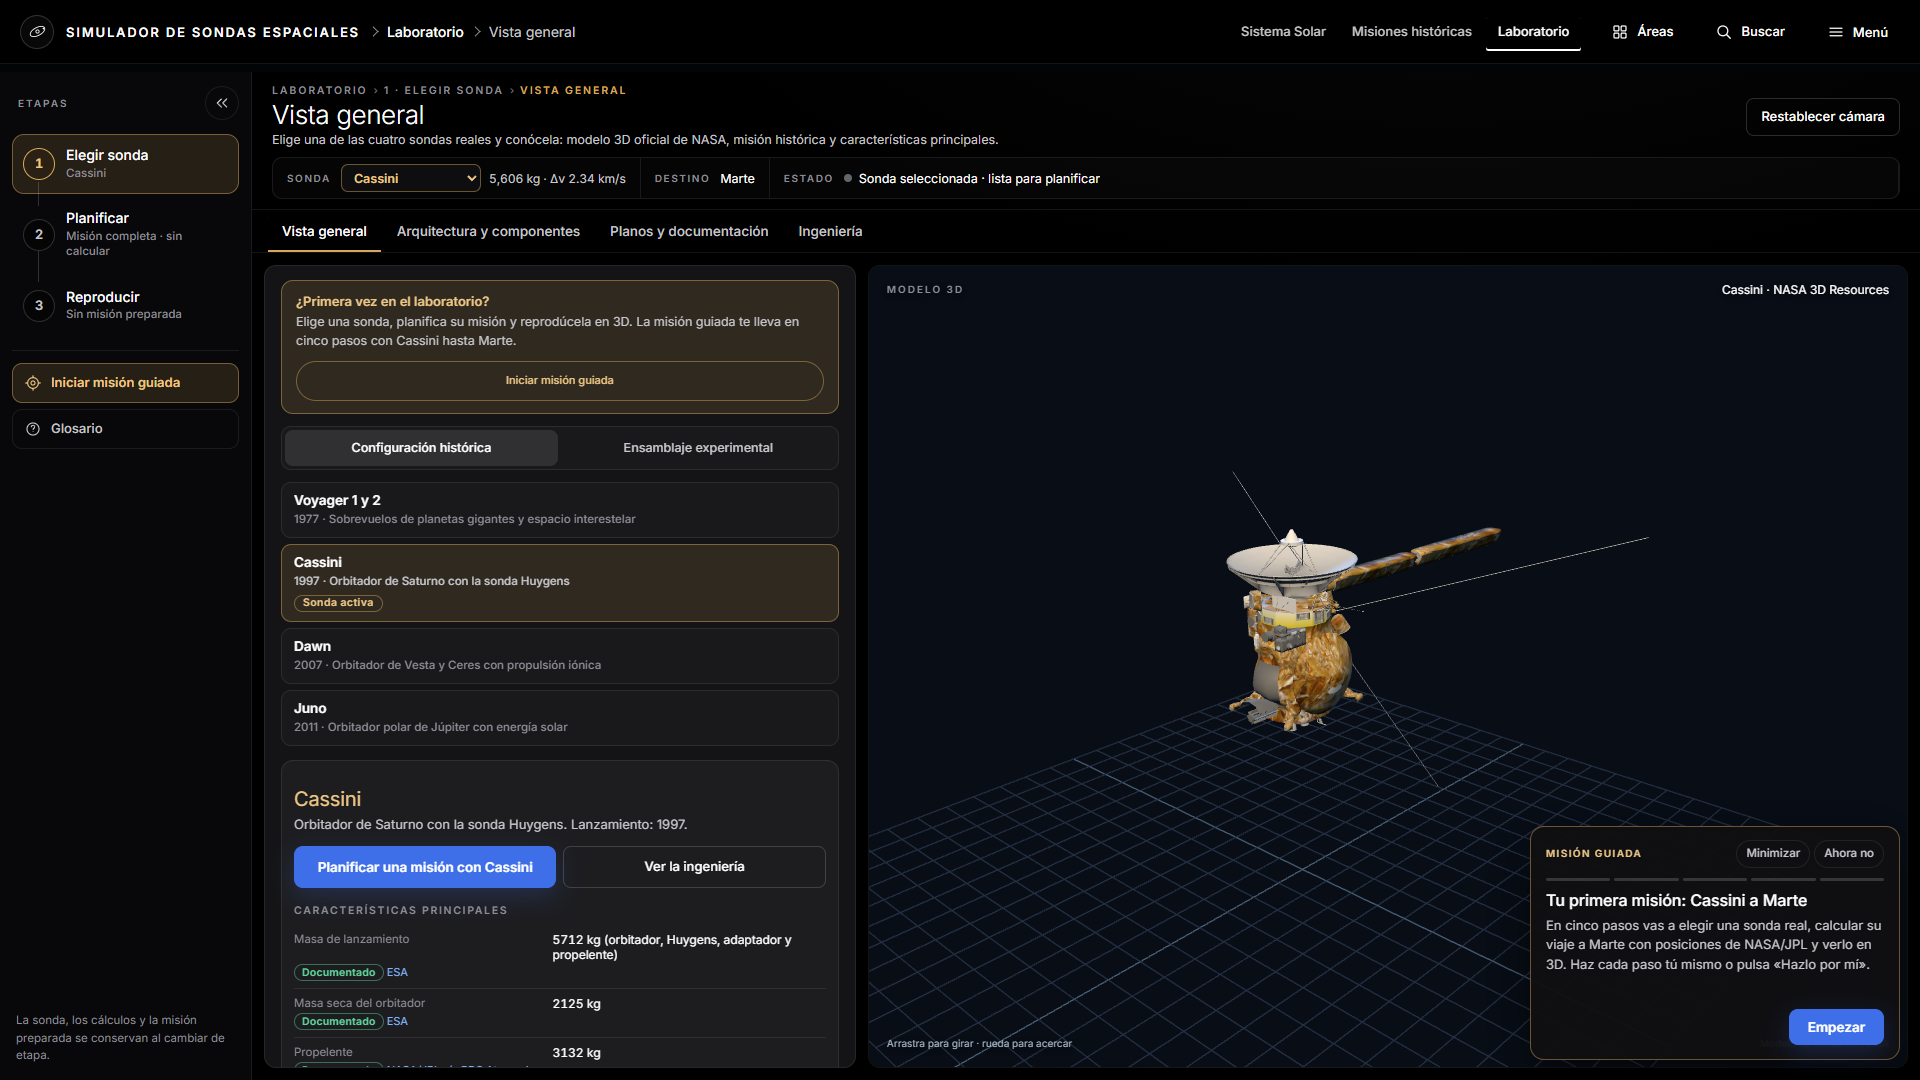 SIMULADOR DE SONDAS ESPACIALES > Laboratorio > Vista general
Sistema Solar
Misiones históricas
Laboratorio
Áreas
Buscar
Menú
ETAPAS
1
Elegir sonda
Cassini
2
Planificar
Misión completa · sin
calcular
3
Reproducir
Sin misión preparada
Iniciar misión guiada
Glosario
La sonda, los cálculos y la misión
preparada se conservan al cambiar de
etapa.
LABORATORIO › 1 · ELEGIR SONDA › VISTA GENERAL
Vista general
Elige una de las cuatro sondas reales y conócela: modelo 3D oficial de NASA, misión histórica y características principales.
Restablecer cámara
SONDA
Cassini
5,606 kg · Δv 2.34 km/s
DESTINO Marte
ESTADO Sonda seleccionada · lista para planificar
Vista general
Arquitectura y componentes
Planos y documentación
Ingeniería
¿Primera vez en el laboratorio?
Elige una sonda, planifica su misión y reprodúcela en 3D. La misión guiada te lleva en
cinco pasos con Cassini hasta Marte.
Iniciar misión guiada
Configuración histórica
Ensamblaje experimental
Voyager 1 y 2
1977 · Sobrevuelos de planetas gigantes y espacio interestelar
Cassini
1997 · Orbitador de Saturno con la sonda Huygens
Sonda activa
Dawn
2007 · Orbitador de Vesta y Ceres con propulsión iónica
Juno
2011 · Orbitador polar de Júpiter con energía solar
Cassini
Orbitador de Saturno con la sonda Huygens. Lanzamiento: 1997.
Planificar una misión con Cassini
Ver la ingeniería
CARACTERÍSTICAS PRINCIPALES
Masa de lanzamiento
5712 kg (orbitador, Huygens, adaptador y
propelente)
Documentado ESA
Masa seca del orbitador
2125 kg
Documentado ESA
Propelente
3132 kg
MODELO 3D
Cassini · NASA 3D Resources
Arrastra para girar · rueda para acercar
MISIÓN GUIADA
Minimizar
Ahora no
Tu primera misión: Cassini a Marte
En cinco pasos vas a elegir una sonda real, calcular su
viaje a Marte con posiciones de NASA/JPL y verlo en
3D. Haz cada paso tú mismo o pulsa «Hazlo por mí».
Empezar